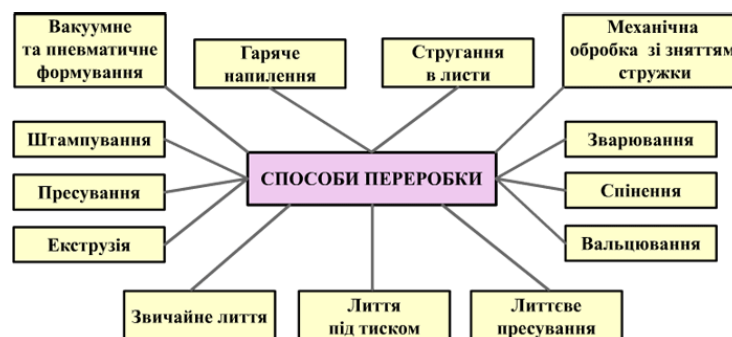 Вакуумне
та пневматичне
формування
Гаряче
напилення
Стругання
в листи
Механічна
обробка зі зняттям
стружки
Штампування
Зварювання
СПОСОБИ ПЕРЕРОБКИ
Пресування
Спінення
Екструзія
Вальцювання
Звичайне лиття
Лиття
під тиском
Литтєве
пресування